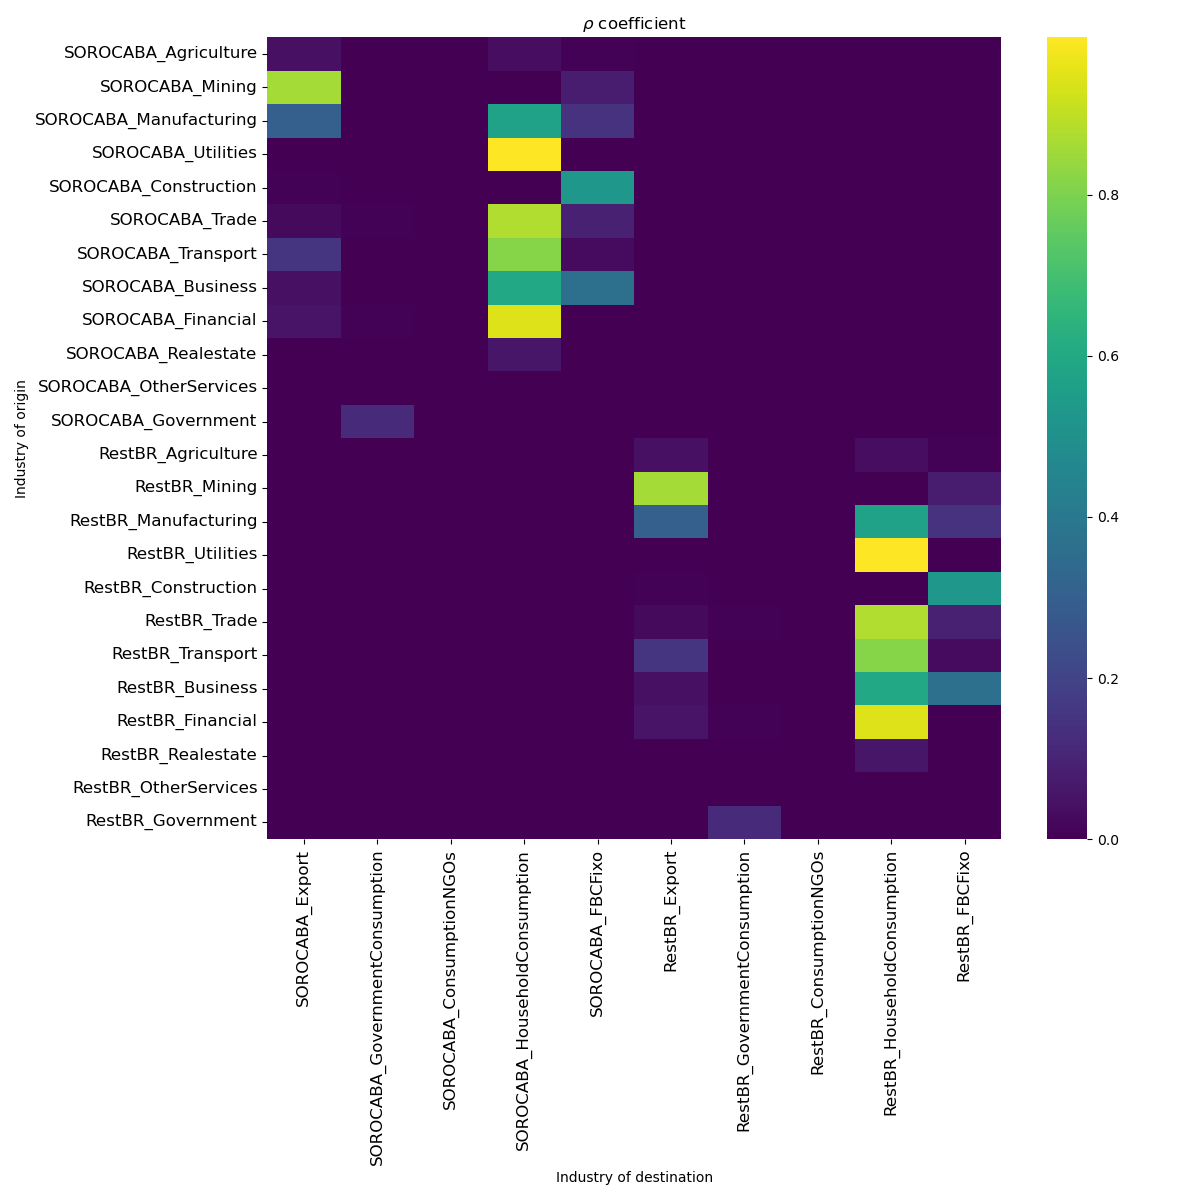 ρ coefficient
SOROCABA_Agriculture
SOROCABA_Mining
SOROCABA_Manufacturing
SOROCABA_Utilities
SOROCABA_Construction
SOROCABA_Trade
SOROCABA_Transport
SOROCABA_Business
SOROCABA_Financial
SOROCABA_Realestate
SOROCABA_OtherServices
SOROCABA_Government
RestBR_Agriculture
RestBR_Mining
RestBR_Manufacturing
RestBR_Utilities
RestBR_Construction
RestBR_Trade
RestBR_Transport
RestBR_Business
RestBR_Financial
RestBR_Realestate
RestBR_OtherServices
RestBR_Government
Industry of origin
SOROCABA_Export
SOROCABA_GovernmentConsumption
SOROCABA_ConsumptionNGOs
SOROCABA_HouseholdConsumption
SOROCABA_FBCFixo
RestBR_Export
RestBR_GovernmentConsumption
RestBR_ConsumptionNGOs
RestBR_HouseholdConsumption
RestBR_FBCFixo
Industry of destination
0.8
0.6
0.4
0.2
0.0